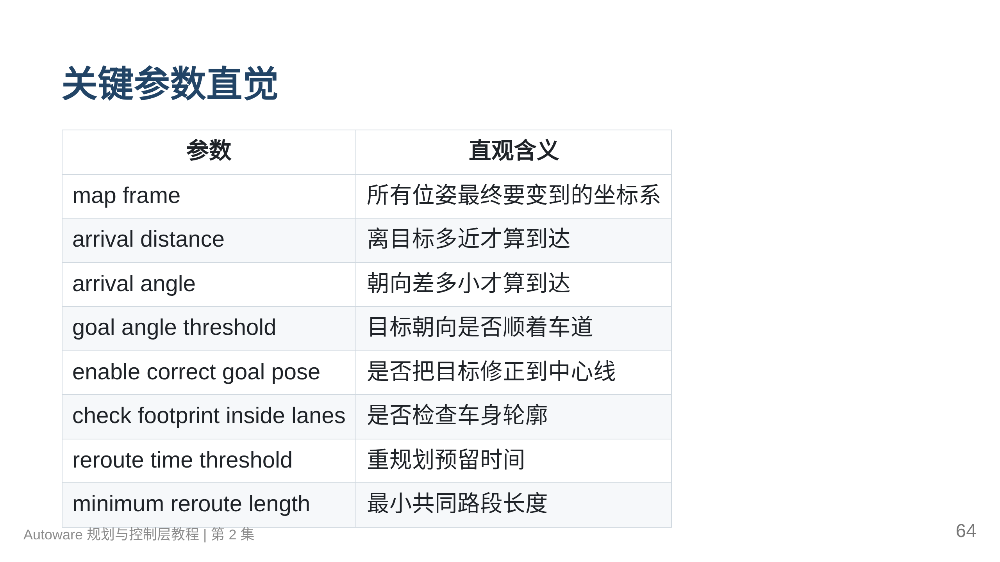 关键参数直觉
参数 直观含义
map frame 所有位姿最终要变到的坐标系
arrival distance 离目标多近才算到达
arrival angle 朝向差多小才算到达
goal angle threshold 目标朝向是否顺着车道
enable correct goal pose 是否把目标修正到中心线
check footprint inside lanes 是否检查车身轮廓
reroute time threshold 重规划预留时间
minimum reroute length 最小共同路段长度
Autoware 规划与控制层教程 | 第 2 集 64